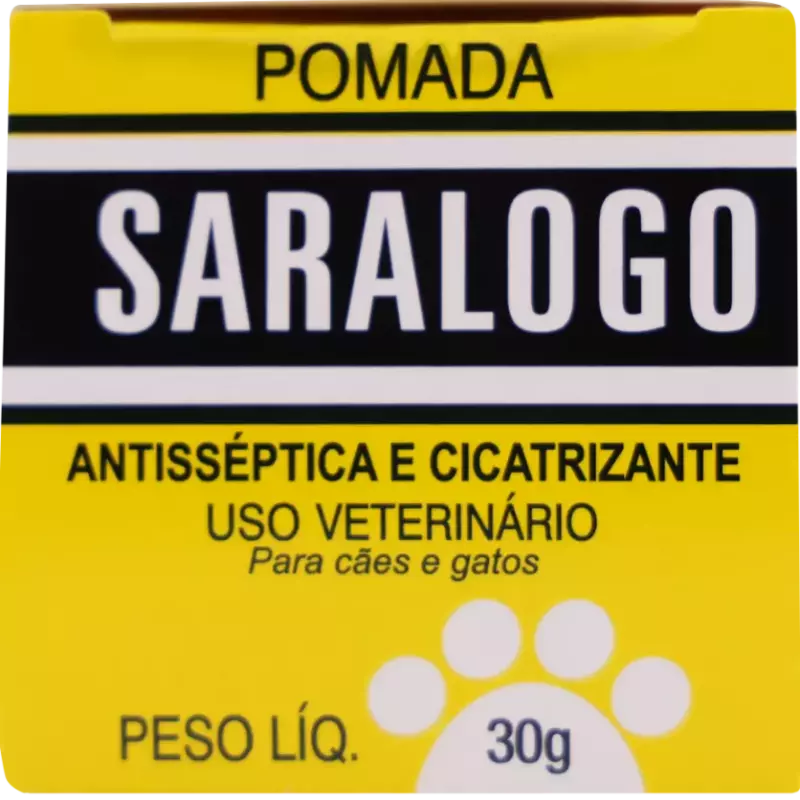 POMADA
SARALOGO
ANTISSÉPTICA E CICATRIZANTE
USO VETERINÁRIO
Para cães e gatos
PESO LÍQ. 30g